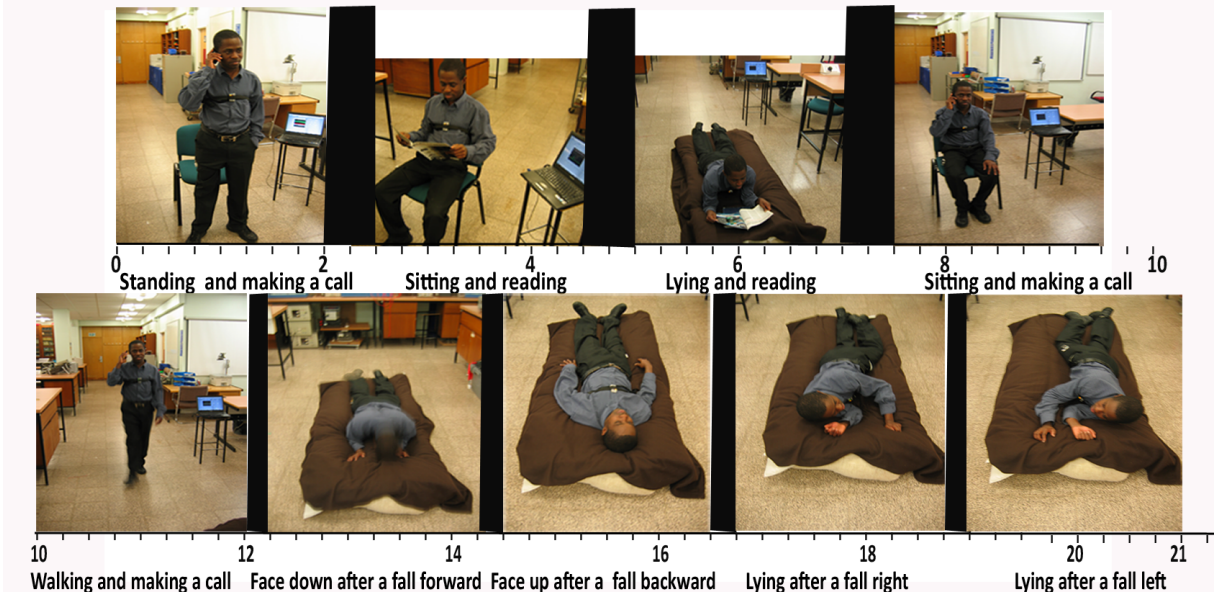 0 2 4 6 8 10
Standing and making a call Sitting and reading Lying and reading Sitting and making a call
10 12 14 16 18 20 21
Walking and making a call Face down after a fall forward Face up after a fall backward Lying after a fall right Lying after a fall left